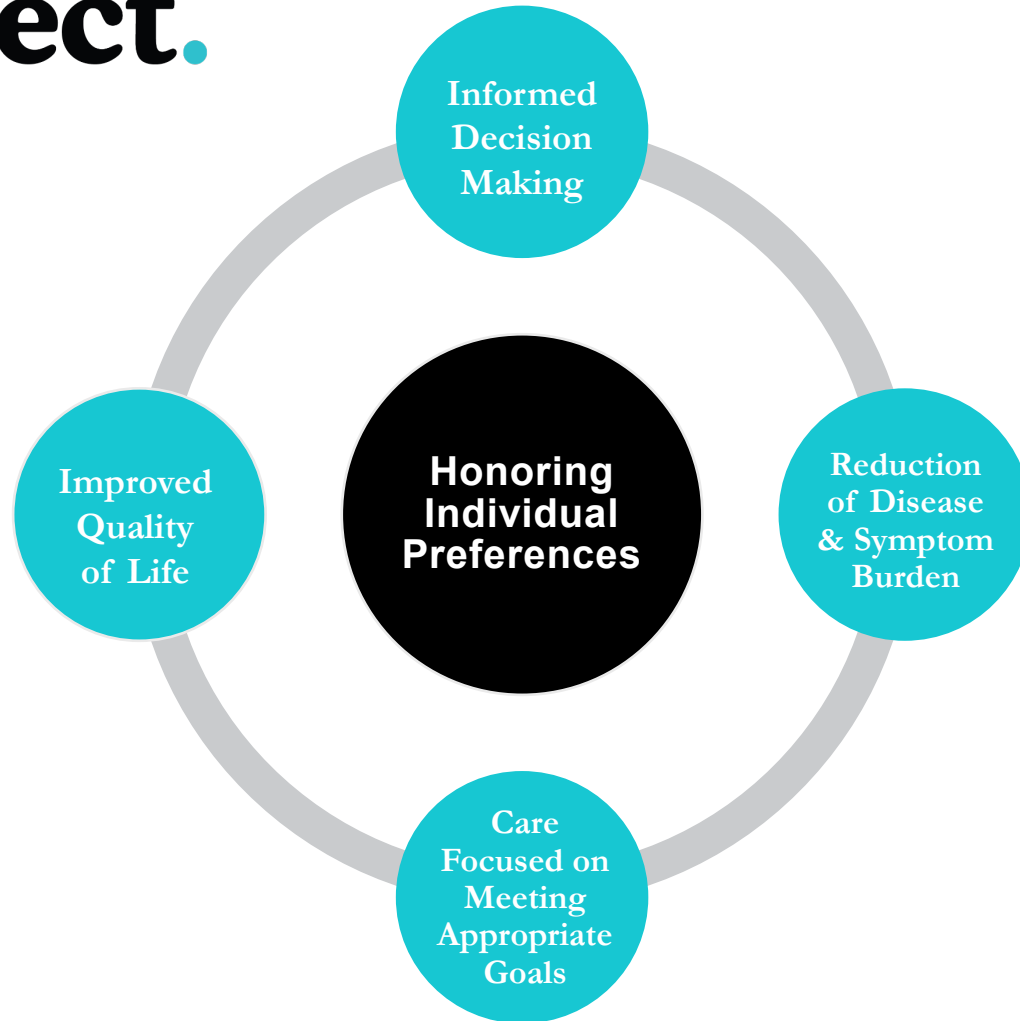 ect.
Informed
Decision
Making
Improved
Quality
of Life
Honoring
Individual
Preferences
Reduction
of Disease
& Symptom
Burden
Care
Focused on
Meeting
Appropriate
Goals